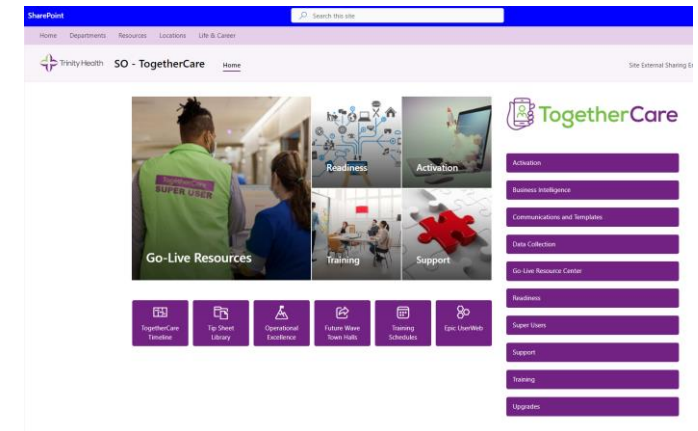 SharePoint
Search this site
Home Departments Resources Locations Life & Career
Trinity Health SO - TogetherCare Home
Site External Sharing En
TogetherCare
SUPER USER
Readiness
Activation
Go-Live Resources
Training
Support
TogetherCare
Timeline
Tip Sheet
Library
Operational
Excellence
Future Wave
Town Halls
Training
Schedules
Epic UserWeb
TogetherCare
Activation
Business Intelligence
Communications and Templates
Data Collection
Go-Live Resource Center
Readiness
Super Users
Support
Training
Upgrades